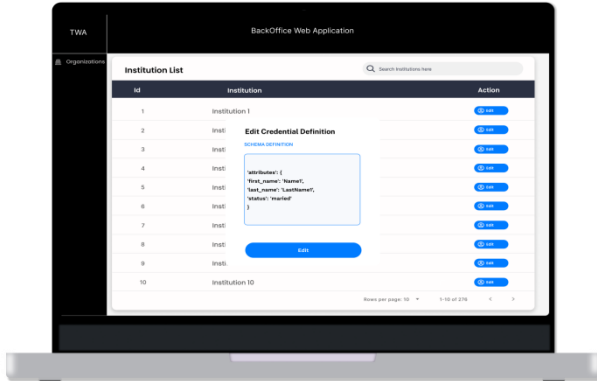 TWA
BackOffice Web Application
Organizations
Institution List
Search Institutions here
Id Institution Action
1 Institution 1 Edit
2 Insti Edit
Edit Credential Definition
SCHEMA DEFINITION
3 Insti Edit
4 Insti Edit
'attributes': {
'first_name': 'Name1',
5 Insti Edit
'last_name': 'LastName1',
'status': 'maried'
6 Insti Edit
}
7 Insti Edit
8 Insti Edit
Edit
9 Insti Edit
10 Institution 10 Edit
Rows per page: 10 1-10 of 276